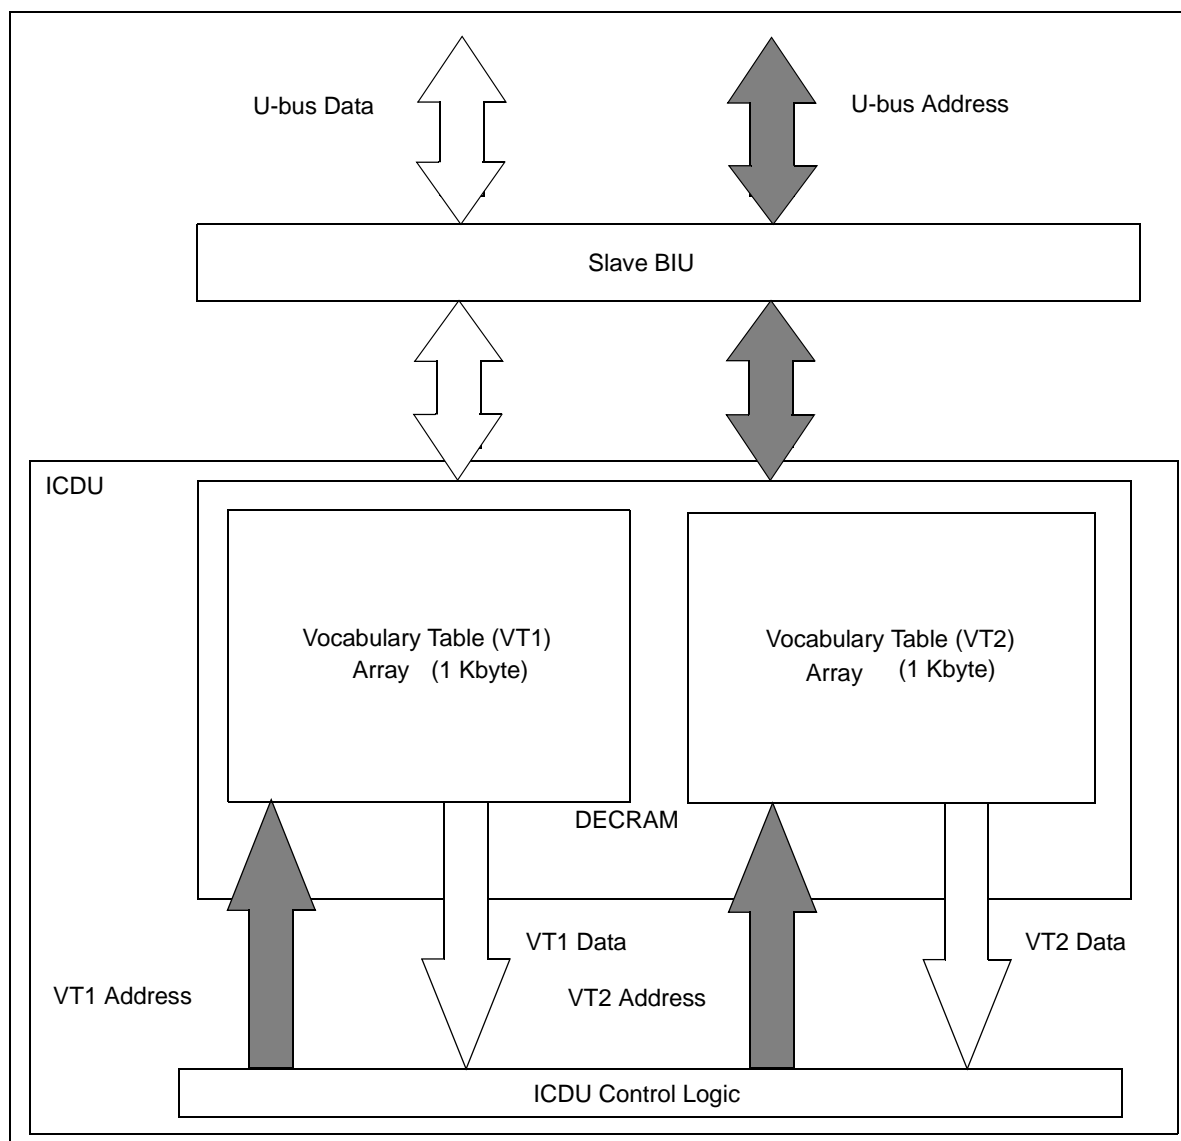 U-bus Data
U-bus Address
Slave BIU
ICDU
Vocabulary Table (VT1)
Array (1 Kbyte)
Vocabulary Table (VT2)
Array (1 Kbyte)
DECRAM
VT1 Data
VT2 Data
VT1 Address
VT2 Address
ICDU Control Logic